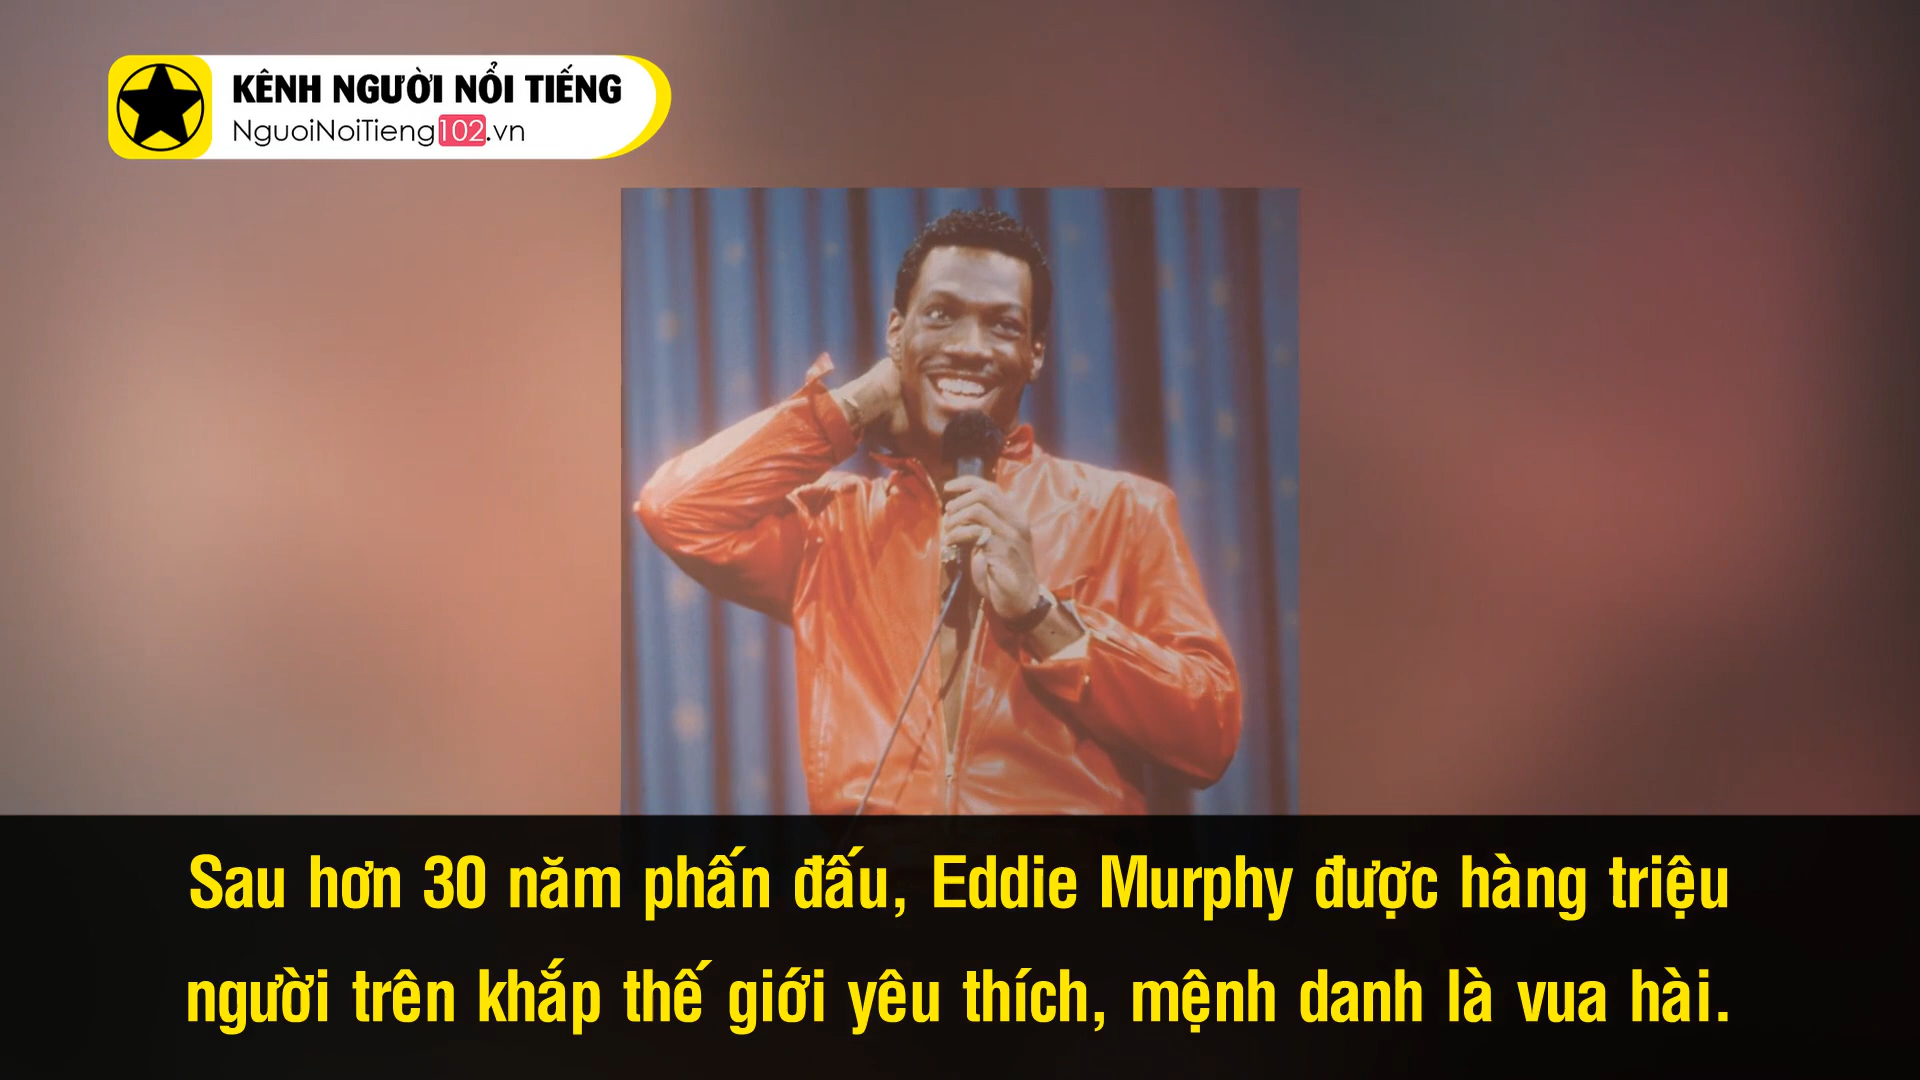 KÊNH NGƯỜI NỔI TIẾNG
NguoiNoiTieng102.vn
Sau hơn 30 năm phấn đấu, Eddie Murphy được hàng triệu
người trên khắp thế giới yêu thích, mệnh danh là vua hài.